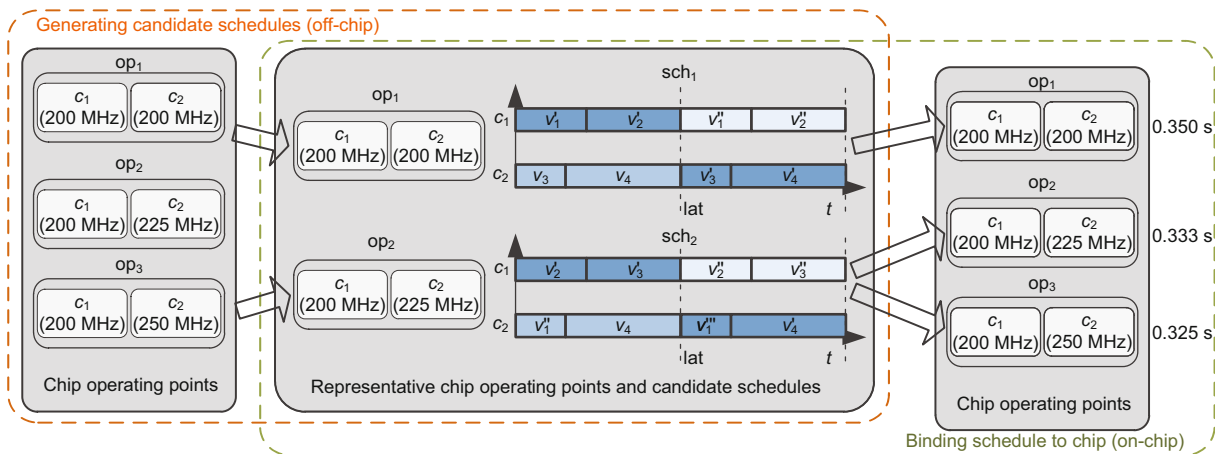 Generating candidate schedules (off-chip)
op₁
c₁ c₂
(200 MHz) (200 MHz)
op₂
c₁ c₂
(200 MHz) (225 MHz)
op₃
c₁ c₂
(200 MHz) (250 MHz)
Chip operating points
op₁
c₁ c₂
(200 MHz) (200 MHz)
sch₁
c₁ v'₁ v'₂ v''₁ v''₂
c₂ v₃ v₄ v'₃ v'₄
lat t
op₂
c₁ c₂
(200 MHz) (225 MHz)
sch₂
c₁ v'₂ v'₃ v''₂ v''₃
c₂ v''₁ v₄ v'''₁ v'₄
lat t
Representative chip operating points and candidate schedules
op₁
c₁ c₂
(200 MHz) (200 MHz)
0.350 s
op₂
c₁ c₂
(200 MHz) (225 MHz)
0.333 s
op₃
c₁ c₂
(200 MHz) (250 MHz)
0.325 s
Chip operating points
Binding schedule to chip (on-chip)